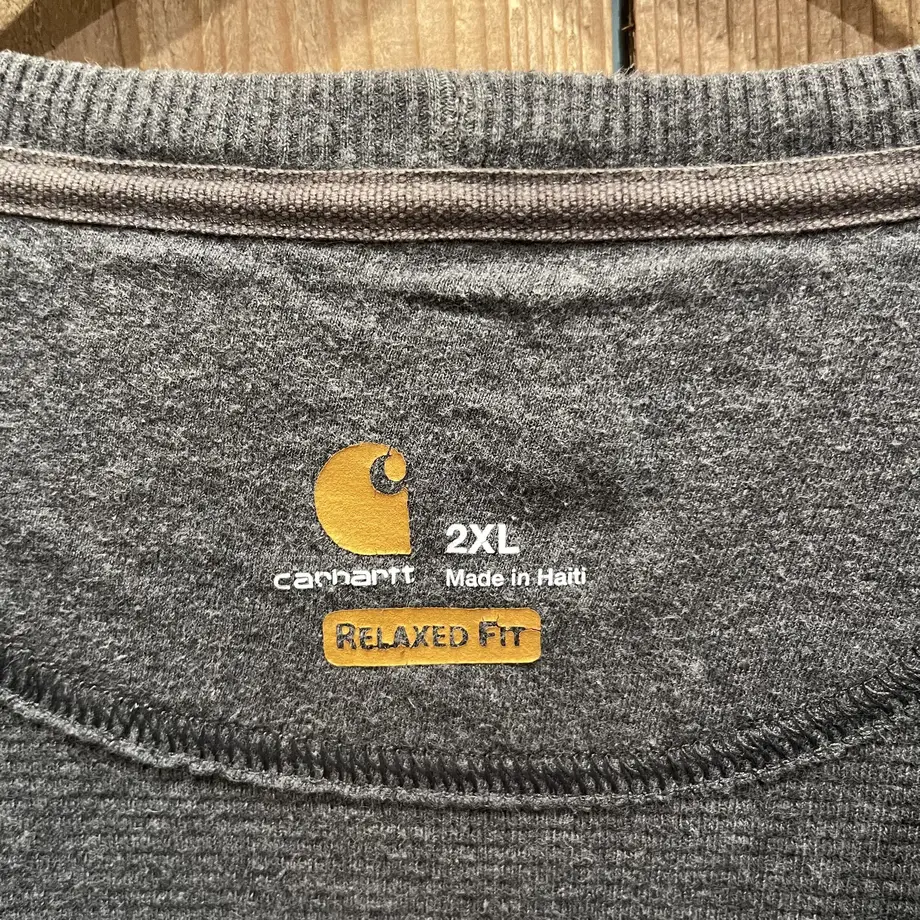 2XL
carhartt
Made in Haiti
RELAXED FIT